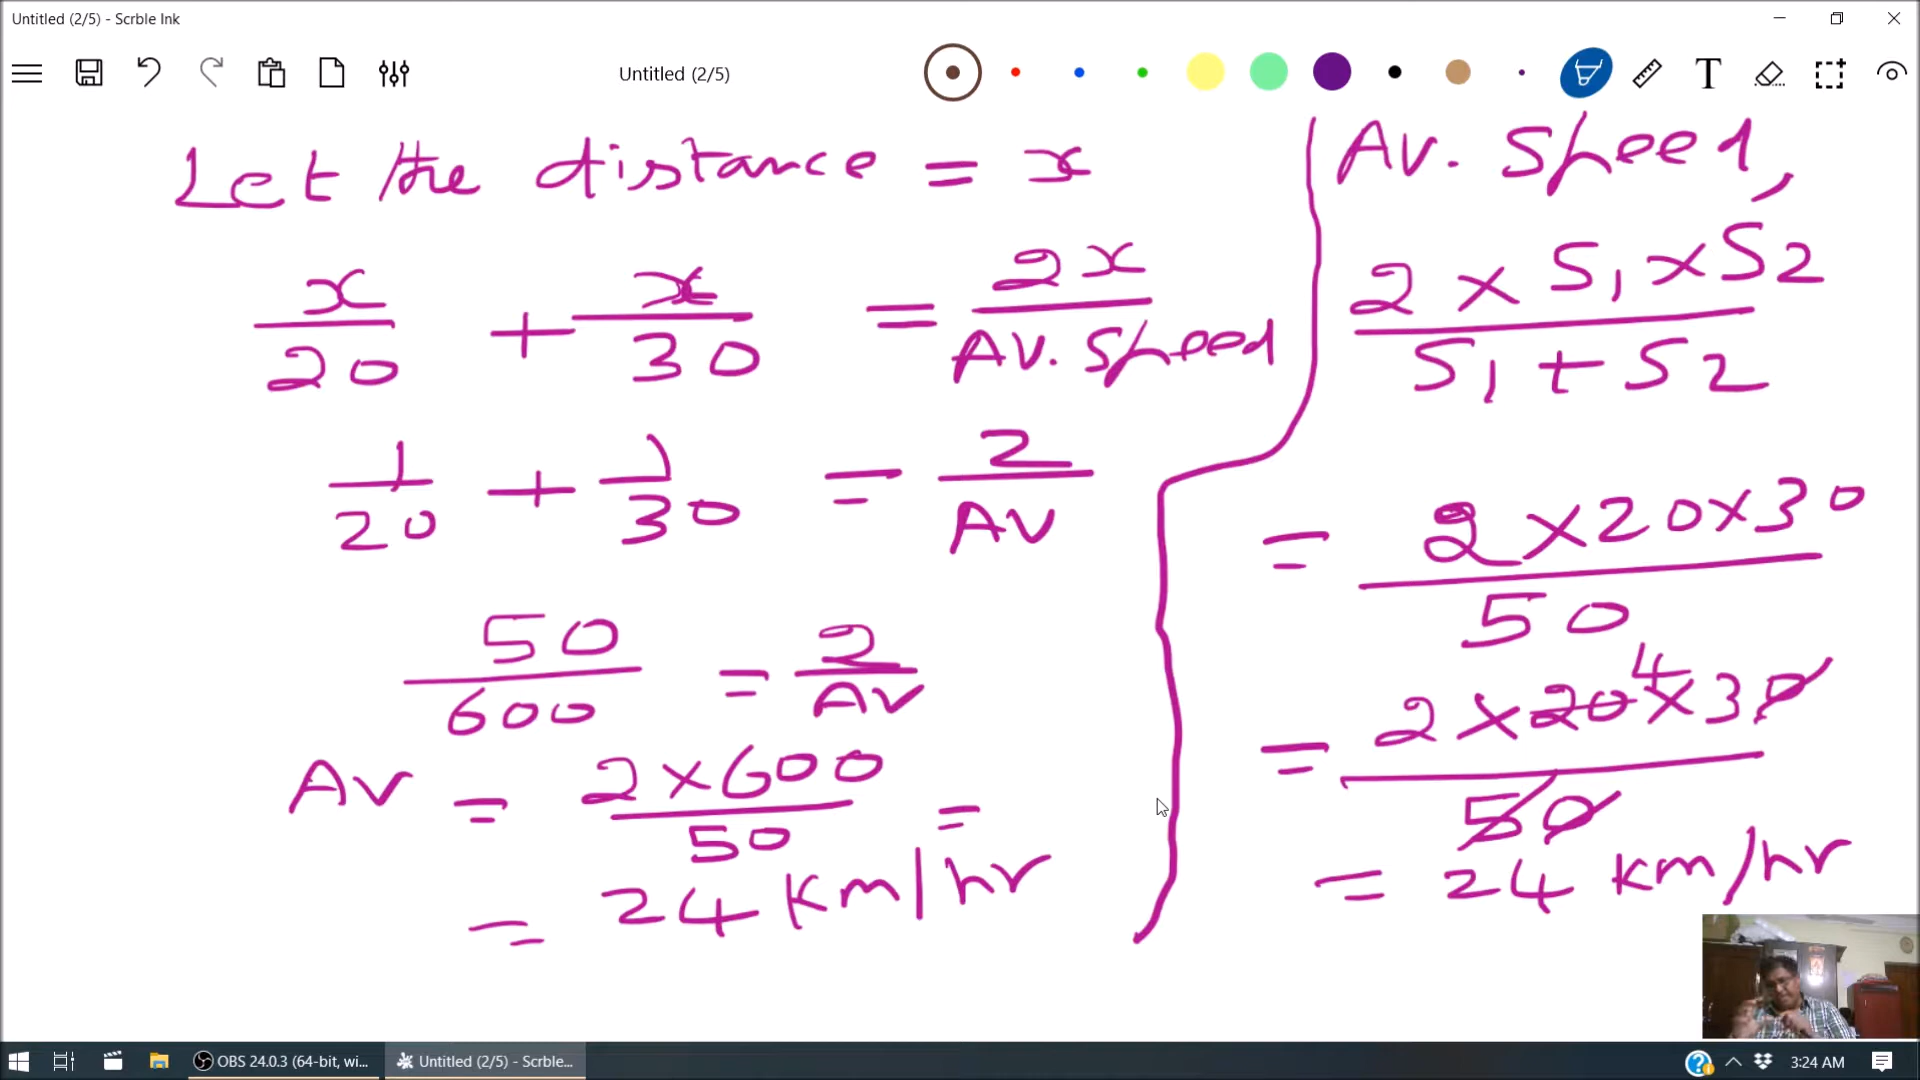 Untitled (2/5) - Scrble Ink
Untitled (2/5)
T
Let the distance = x
x/20 + x/30 = 2x/Av. Speed
1/20 + 1/30 = 2/AV
50/600 = 2/AV
AV = 2 × 600/50 =
= 24 Km/hr
Av. Speed,
2 × S1 × S2/S1 + S2
= 2 × 20 × 30/50
= 2 × 20 4 × 30/50
= 24 Km/hr
OBS 24.0.3 (64-bit, wi...
Untitled (2/5) - Scrble...
3:24 AM